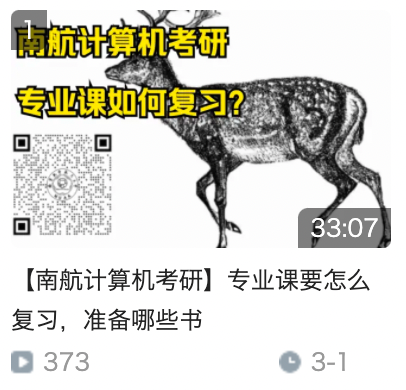 1
南航计算机考研
专业课如何复习?
33:07
【南航计算机考研】专业课要怎么
复习，准备哪些书
373
3-1